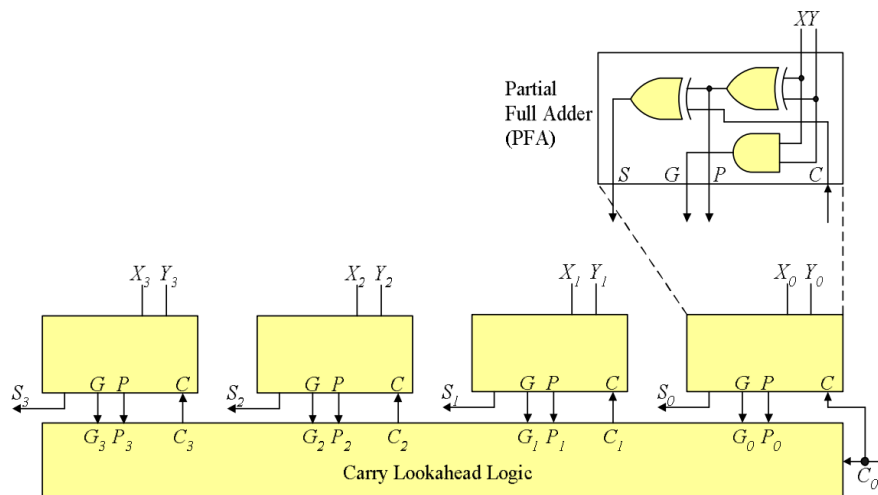 XY
Partial
Full Adder
(PFA)
S G P C
X3 Y3 X2 Y2 X1 Y1 X0 Y0
G P C G P C G P C G P C
S3 S2 S1 S0
G3 P3 C3 G2 P2 C2 G1 P1 C1 G0 P0
Carry Lookahead Logic C0